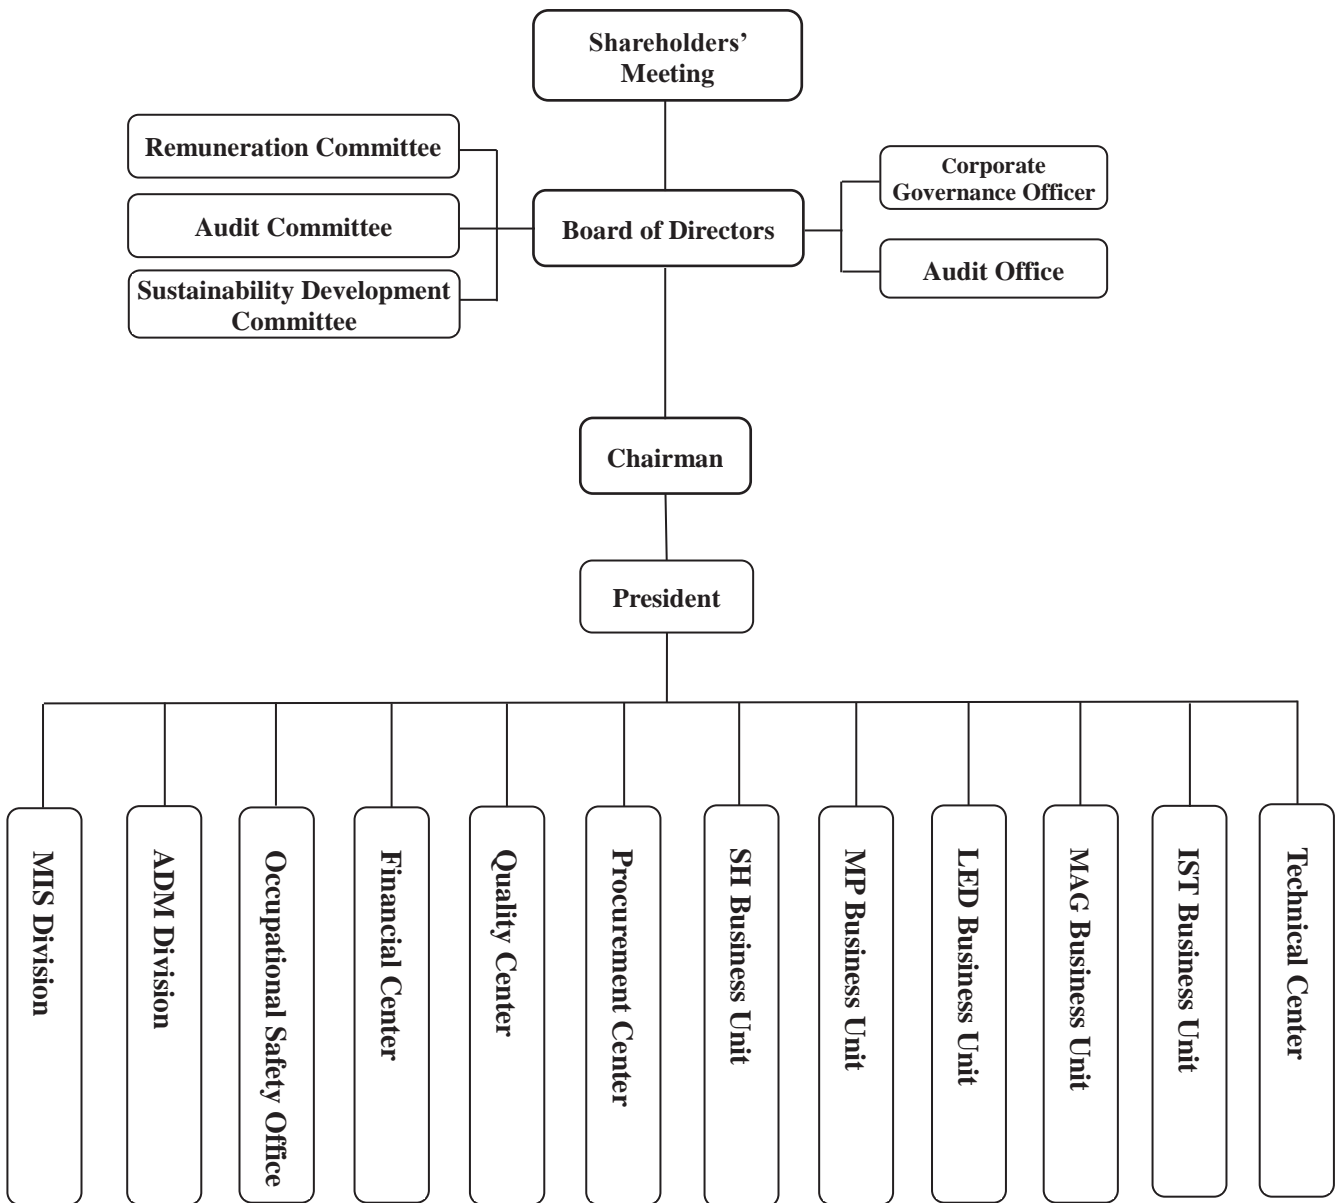 Shareholders’
Meeting
Remuneration Committee
Audit Committee
Sustainability Development
Committee
Board of Directors
Corporate
Governance Officer
Audit Office
Chairman
President
MIS Division
ADM Division
Occupational Safety Office
Financial Center
Quality Center
Procurement Center
SH Business Unit
MP Business Unit
LED Business Unit
MAG Business Unit
IST Business Unit
Technical Center